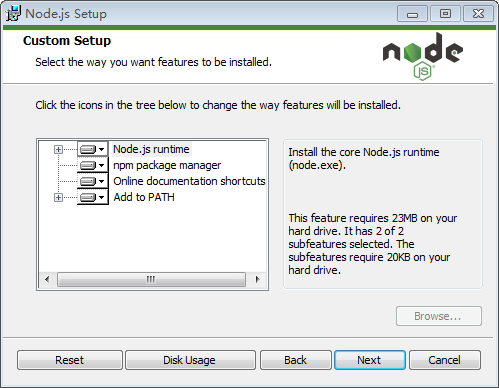 Node.js Setup
Custom Setup
Select the way you want features to be installed.
node
JS
Click the icons in the tree below to change the way features will be installed.
Node.js runtime
npm package manager
Online documentation shortcuts
Add to PATH
Install the core Node.js runtime
(node.exe).
This feature requires 23MB on your
hard drive. It has 2 of 2
subfeatures selected. The
subfeatures require 20KB on your
hard drive.
Browse...
Reset
Disk Usage
Back
Next
Cancel